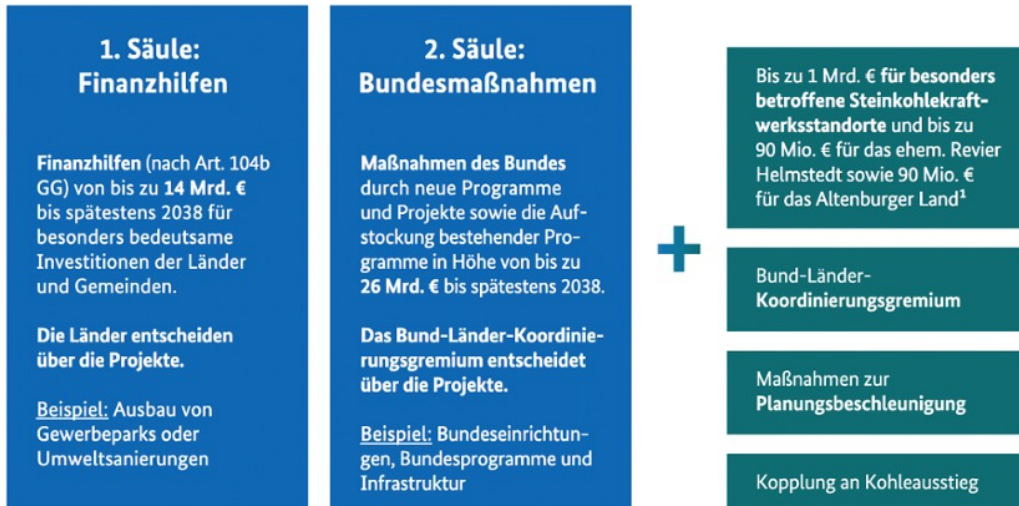 1. Säule:
Finanzhilfen
Finanzhilfen (nach Art. 104b
GG) von bis zu 14 Mrd. €
bis spätestens 2038 für
besonders bedeutsame
Investitionen der Länder
und Gemeinden.
Die Länder entscheiden
über die Projekte.
Beispiel: Ausbau von
Gewerbeparks oder
Umweltsanierungen
2. Säule:
Bundesmaßnahmen
Maßnahmen des Bundes
durch neue Programme
und Projekte sowie die Auf-
stockung bestehender Pro-
gramme in Höhe von bis zu
26 Mrd. € bis spätestens 2038.
Das Bund-Länder-Koordinie-
rungsgremium entscheidet
über die Projekte.
Beispiel: Bundeseinrichtun-
gen, Bundesprogramme und
Infrastruktur
+
Bis zu 1 Mrd. € für besonders
betroffene Steinkohlekraft-
werksstandorte und bis zu
90 Mio. € für das ehem. Revier
Helmstedt sowie 90 Mio. €
für das Altenburger Land¹
Bund-Länder-
Koordinierungsgremium
Maßnahmen zur
Planungsbeschleunigung
Kopplung an Kohleausstieg